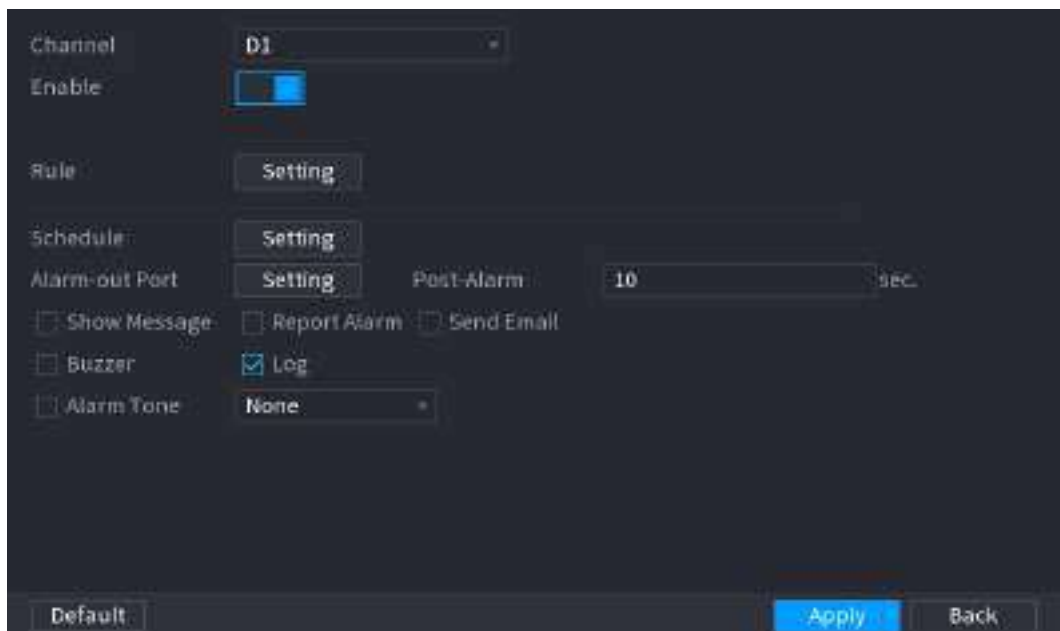 Channel D1
Enable
Rule Setting
Schedule Setting
Alarm-out Port Setting Post-Alarm 10 sec.
Show Message Report Alarm Send Email
Buzzer Log
Alarm Tone None
Default Apply Back